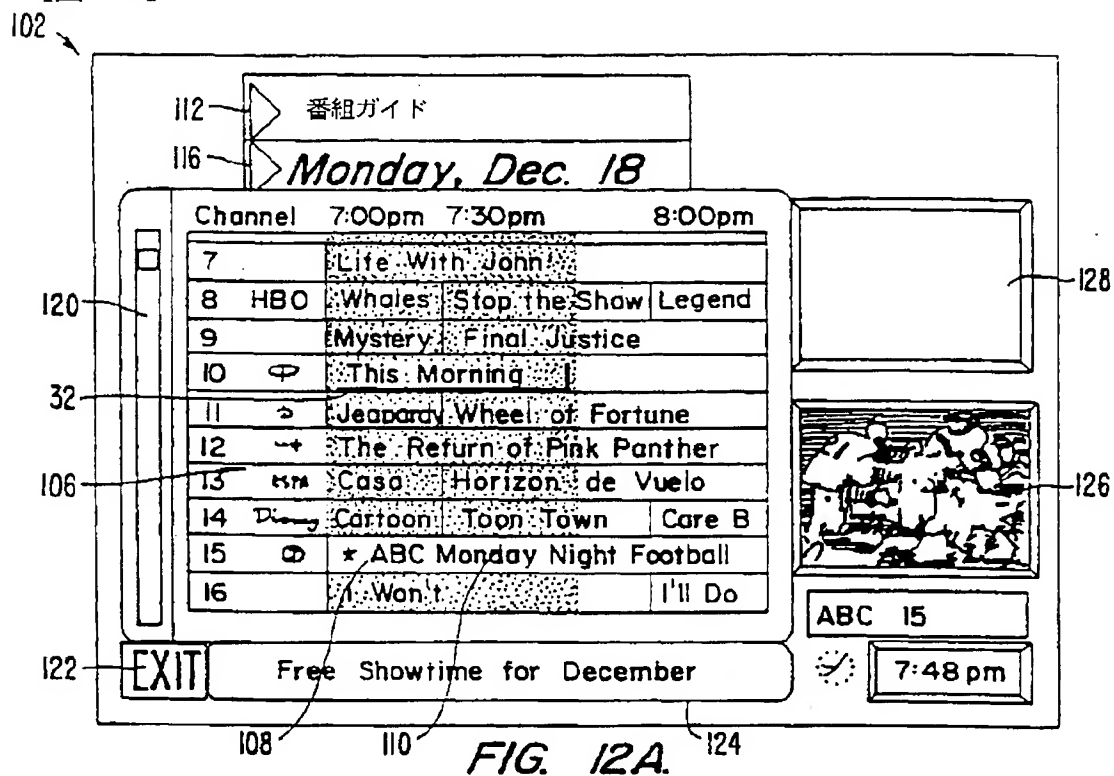 102
112
番組ガイド
116
Monday, Dec. 18
Channel 7:00pm 7:30pm 8:00pm
7 Life With John
8 HBO Whales Stop the Show Legend
9 Mystery Final Justice
10 This Morning
11 Jeopardy Wheel of Fortune
12 The Return of Pink Panther
13 Casa Horizon de Vuelo
14 Disney Cartoon Toon Town Care B
15 * ABC Monday Night Football
16 I Won't I'll Do
120
32
106
128
126
ABC 15
122
EXIT
Free Showtime for December
7:48pm
108
110
124
FIG. 12A.